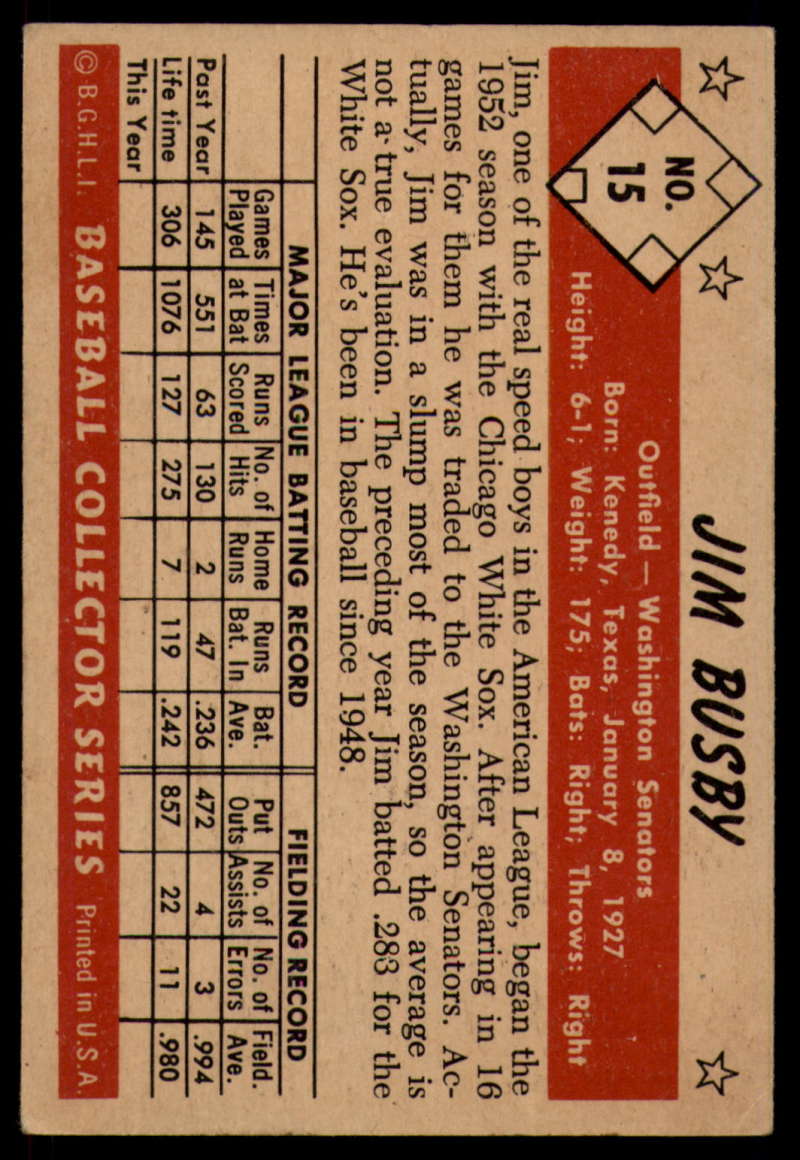 JIM BUSBY
NO.
15
Outfield — Washington Senators
Born: Kenedy, Texas, January 8, 1927
Height: 6-1; Weight: 175; Bats: Right; Throws: Right
Jim, one of the real speed boys in the American League, began the
1952 season with the Chicago White Sox. After appearing in 16
games for them he was traded to the Washington Senators. Ac-
tually, Jim was in a slump most of the season, so the average is
not a true evaluation. The preceding year Jim batted .283 for the
White Sox. He's been in baseball since 1948.
MAJOR LEAGUE BATTING RECORD FIELDING RECORD
Games Times Runs No. of Home Runs Bat. Put No. of No. of Field.
Played at Bat Scored Hits Runs Bat. In Ave. Outs Assists Errors Ave.
Past Year 145 551 63 130 2 47 .236 472 4 3 .994
Life time 306 1076 127 275 7 119 .242 857 22 11 .980
This Year
© B.G.H.L.I. BASEBALL COLLECTOR SERIES Printed in U.S.A.